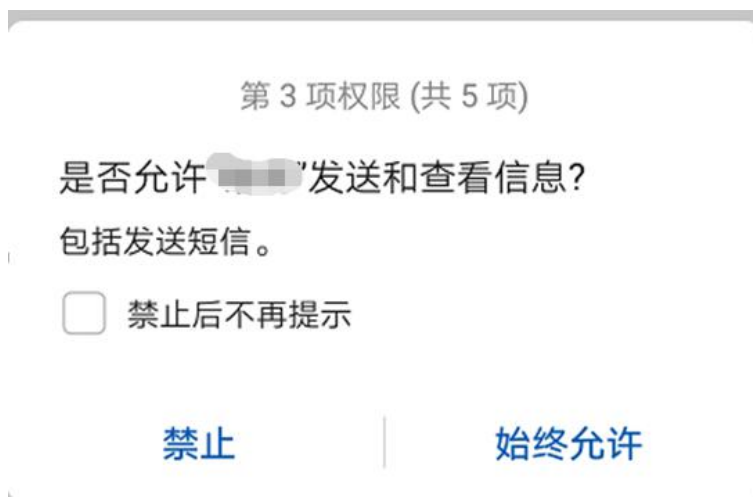 第 3 项权限 (共 5 项)
是否允许“ ”发送和查看信息?
包括发送短信。
禁止后不再提示
禁止
始终允许